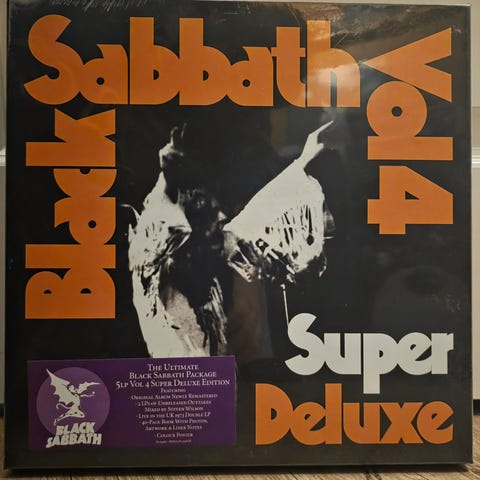 Black
Sabbath
Vol 4
Super
Deluxe
BLACK
SABBATH
The Ultimate
Black Sabbath Package
5LP Vol 4 Super Deluxe Edition
Featuring
• Original Album Newly Remastered
• 2 LPs of Unreleased Outtakes
Mixed by Steven Wilson
• Live in the UK 1973 Double LP
• 40-Page Book With Photos,
Artwork & Liner Notes
• Colour Poster